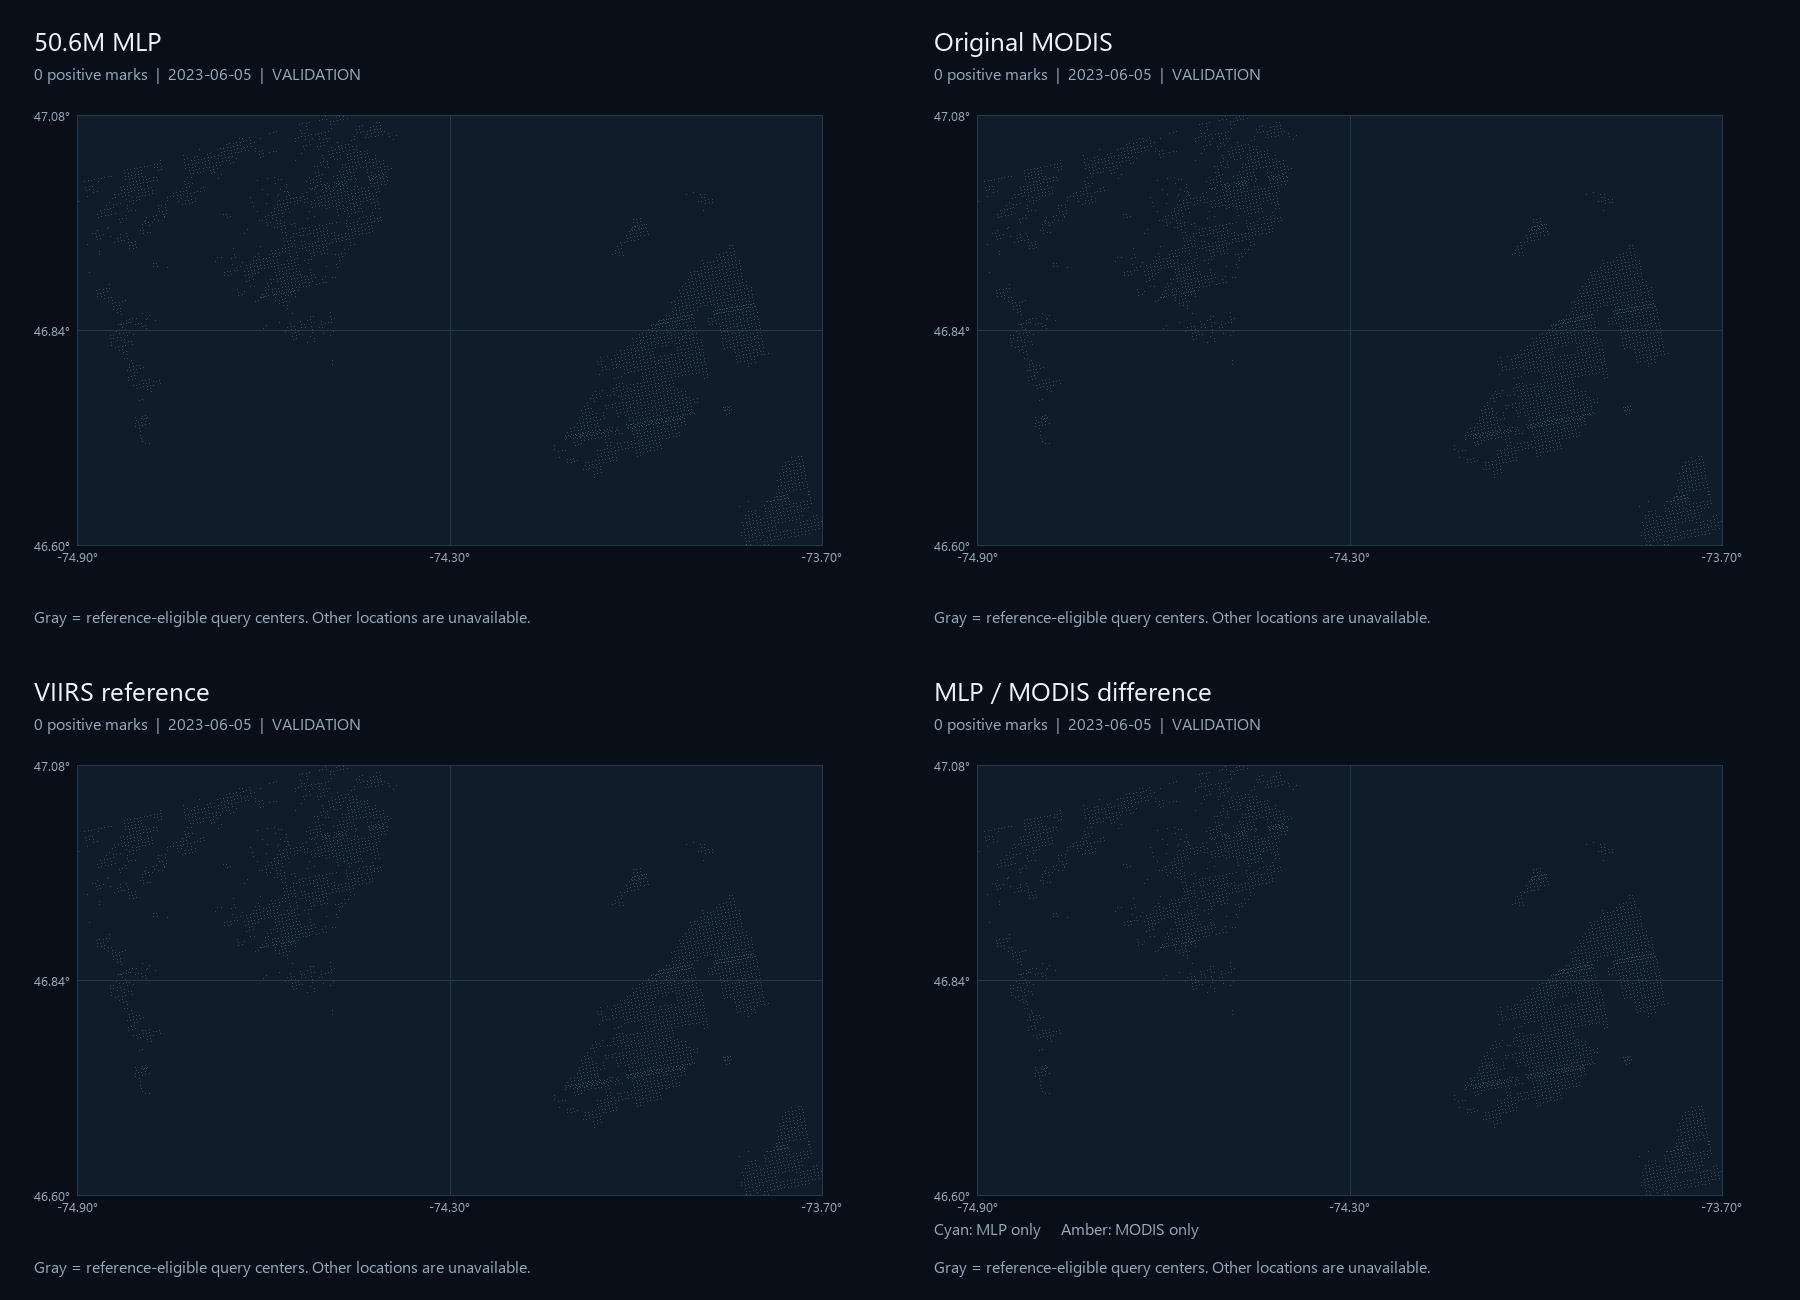 50.6M MLP
0 positive marks | 2023-06-05 | VALIDATION
47.08°
46.84°
46.60°
-74.90°
-74.30°
-73.70°
Gray = reference-eligible query centers. Other locations are unavailable.
Original MODIS
0 positive marks | 2023-06-05 | VALIDATION
47.08°
46.84°
46.60°
-74.90°
-74.30°
-73.70°
Gray = reference-eligible query centers. Other locations are unavailable.
VIIRS reference
0 positive marks | 2023-06-05 | VALIDATION
47.08°
46.84°
46.60°
-74.90°
-74.30°
-73.70°
Gray = reference-eligible query centers. Other locations are unavailable.
MLP / MODIS difference
0 positive marks | 2023-06-05 | VALIDATION
47.08°
46.84°
46.60°
-74.90°
-74.30°
-73.70°
Cyan: MLP only Amber: MODIS only
Gray = reference-eligible query centers. Other locations are unavailable.